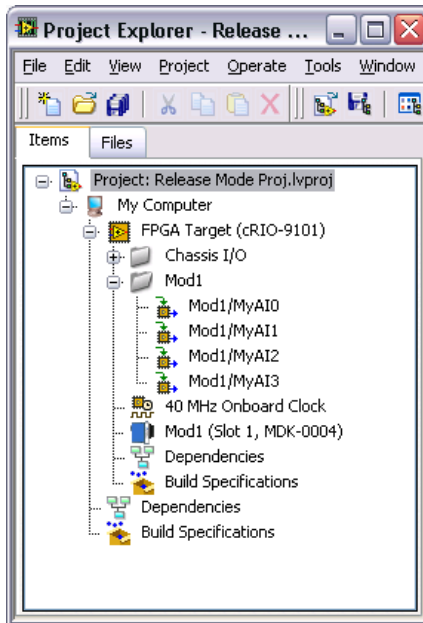 Project Explorer - Release ...
File Edit View Project Operate Tools Window
Items Files
Project: Release Mode Proj.lvproj
My Computer
FPGA Target (cRIO-9101)
Chassis I/O
Mod1
Mod1/MyAI0
Mod1/MyAI1
Mod1/MyAI2
Mod1/MyAI3
40 MHz Onboard Clock
Mod1 (Slot 1, MDK-0004)
Dependencies
Build Specifications
Dependencies
Build Specifications